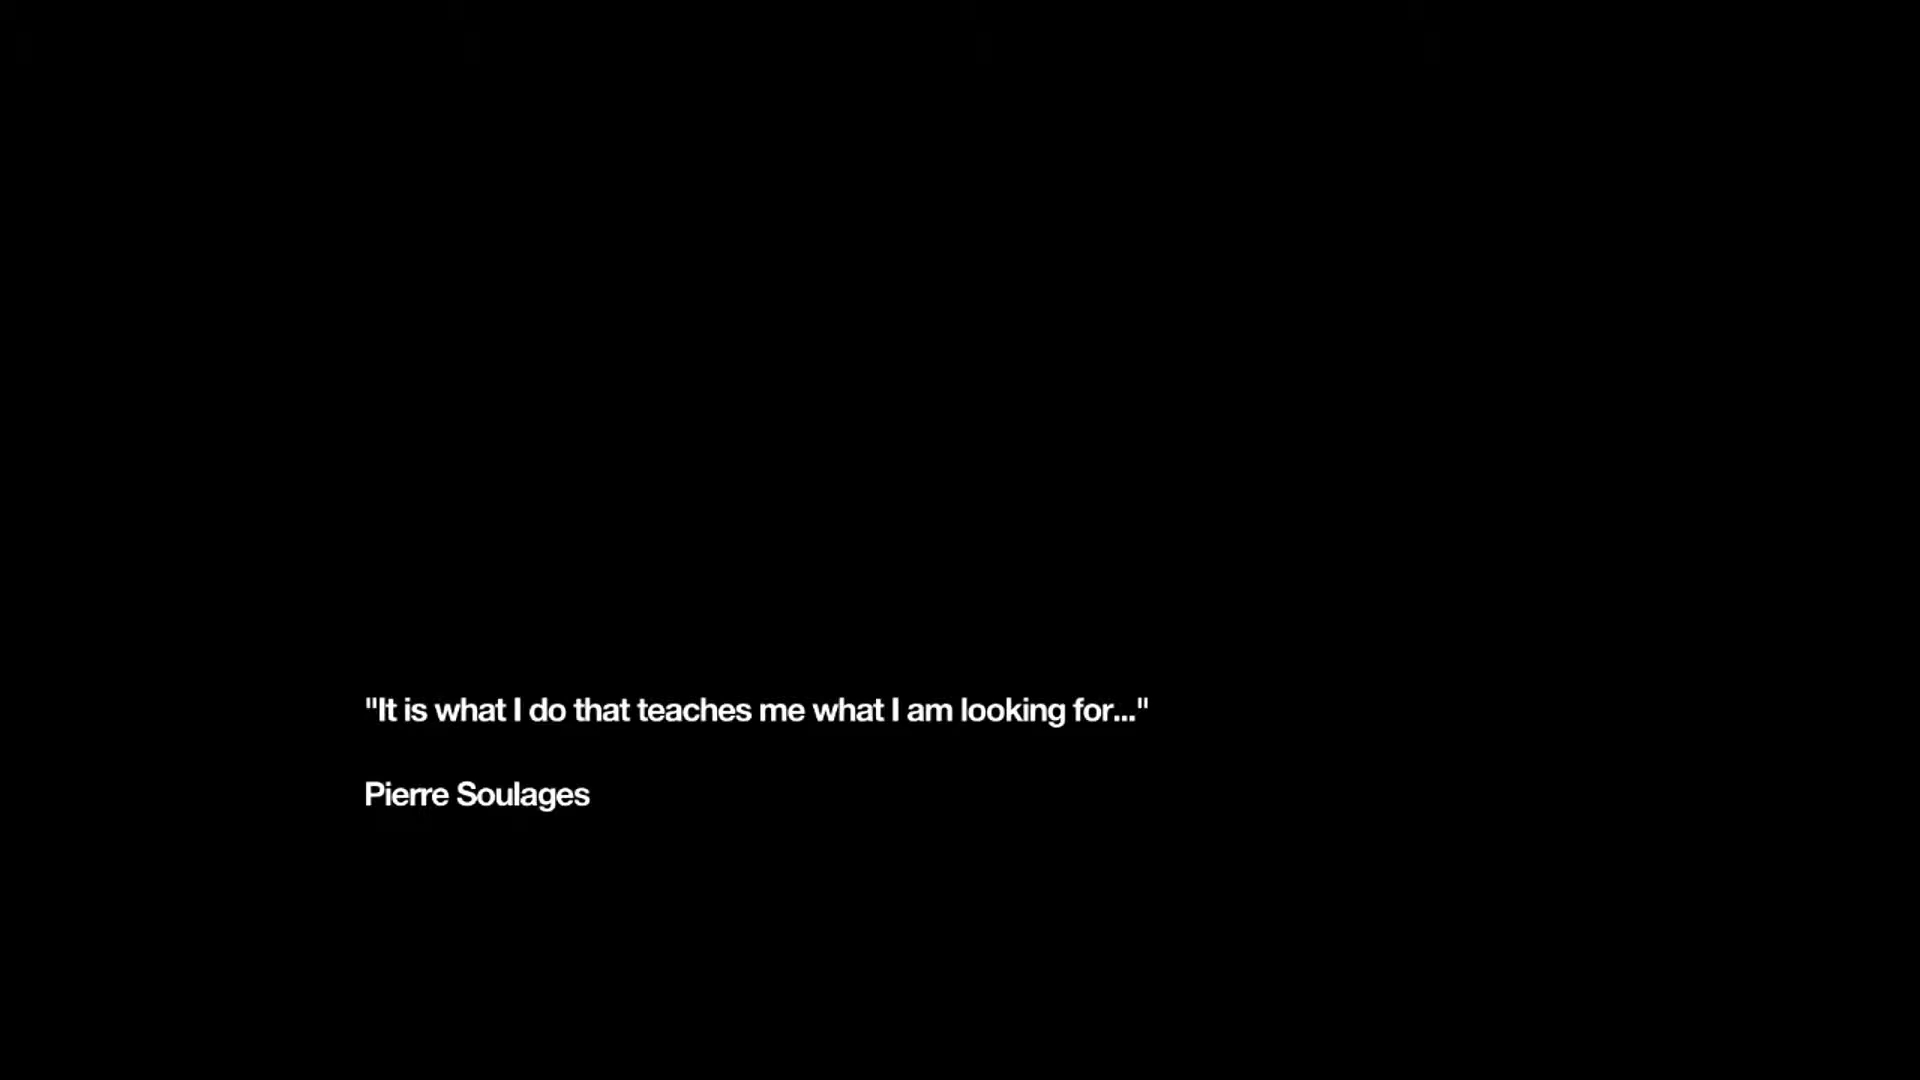 "It is what I do that teaches me what I am looking for..."
Pierre Soulages